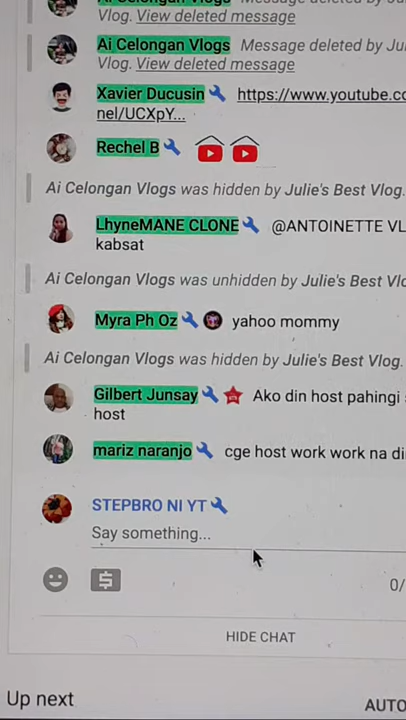 Vlog. View deleted message
Ai Celongan Vlogs Message deleted by
Vlog. View deleted message
Xavier Ducusin https://www.youtube.co
nel/UCXpY...
Rechel B
Ai Celongan Vlogs was hidden by Julie's Best Vlog.
LhyneMANE CLONE @ANTOINETTE VL
kabsat
Ai Celongan Vlogs was unhidden by Julie's Best Vlo
Myra Ph Oz yahoo mommy
Ai Celongan Vlogs was hidden by Julie's Best Vlog.
Gilbert Junsay Ako din host pahingi
host
mariz naranjo cge host work work na di
STEPBRO NI YT
Say something...
0/
HIDE CHAT
Up next
AUTO